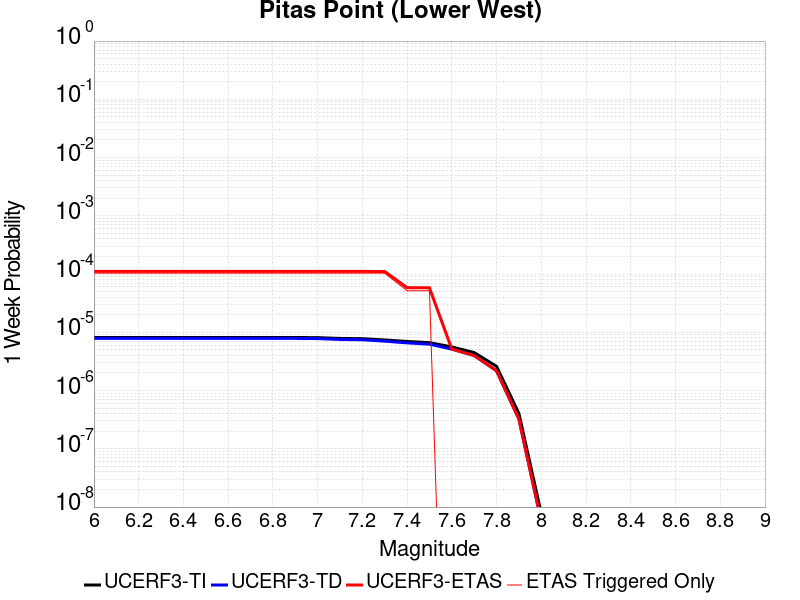 Pitas Point (Lower West)
10^0
10^-1
10^-2
10^-3
10^-4
10^-5
10^-6
10^-7
10^-8
1 Week Probability
6 6.2 6.4 6.6 6.8 7 7.2 7.4 7.6 7.8 8 8.2 8.4 8.6 8.8 9
Magnitude
UCERF3-TI UCERF3-TD UCERF3-ETAS ETAS Triggered Only